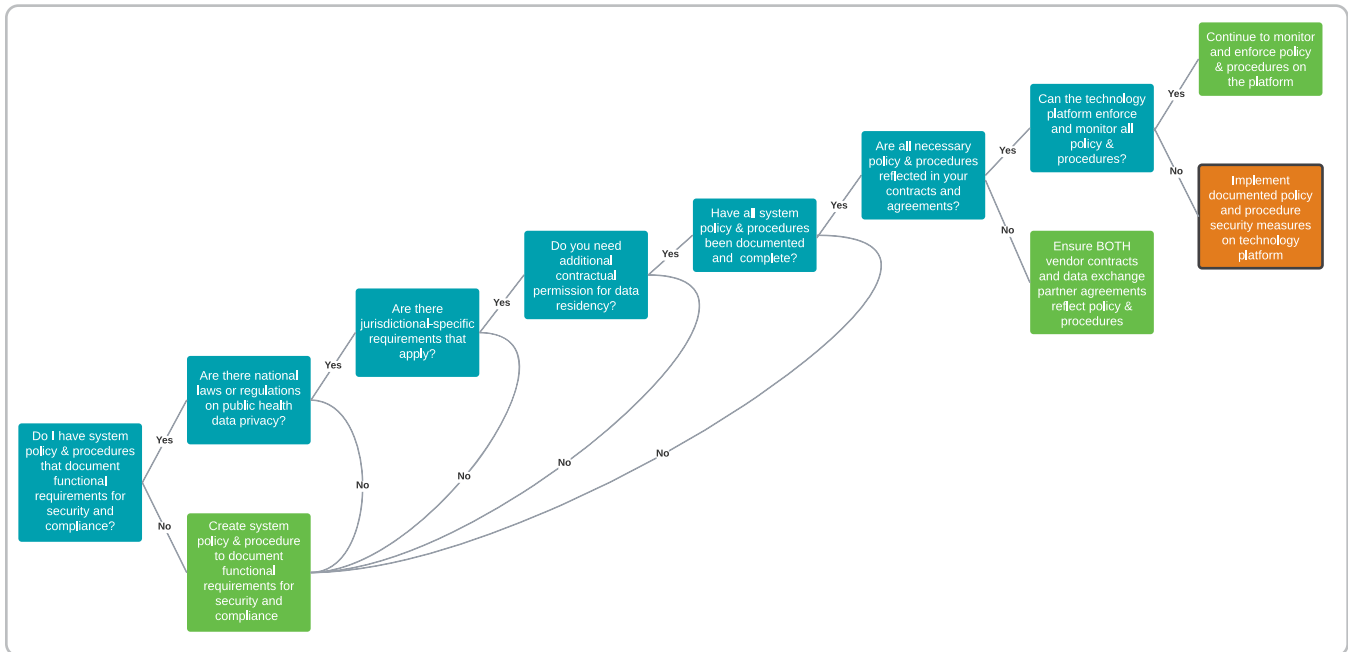 Do I have system
policy & procedures
that document
functional
requirements for
security and
compliance?
Yes
No
Are there national
laws or regulations
on public health
data privacy?
Yes
No
Create system
policy & procedure
to document
functional
requirements for
security and
compliance
Are there
jurisdictional-specific
requirements that
apply?
Yes
No
Do you need
additional
contractual
permission for data
residency?
Yes
No
Have all system
policy & procedures
been documented
and complete?
Yes
No
Are all necessary
policy & procedures
reflected in your
contracts and
agreements?
Yes
No
Can the technology
platform enforce
and monitor all
policy &
procedures?
Yes
No
Ensure BOTH
vendor contracts
and data exchange
partner agreements
reflect policy &
procedures
Continue to monitor
and enforce policy
& procedures on
the platform
Implement
documented policy
and procedure
security measures
on technology
platform